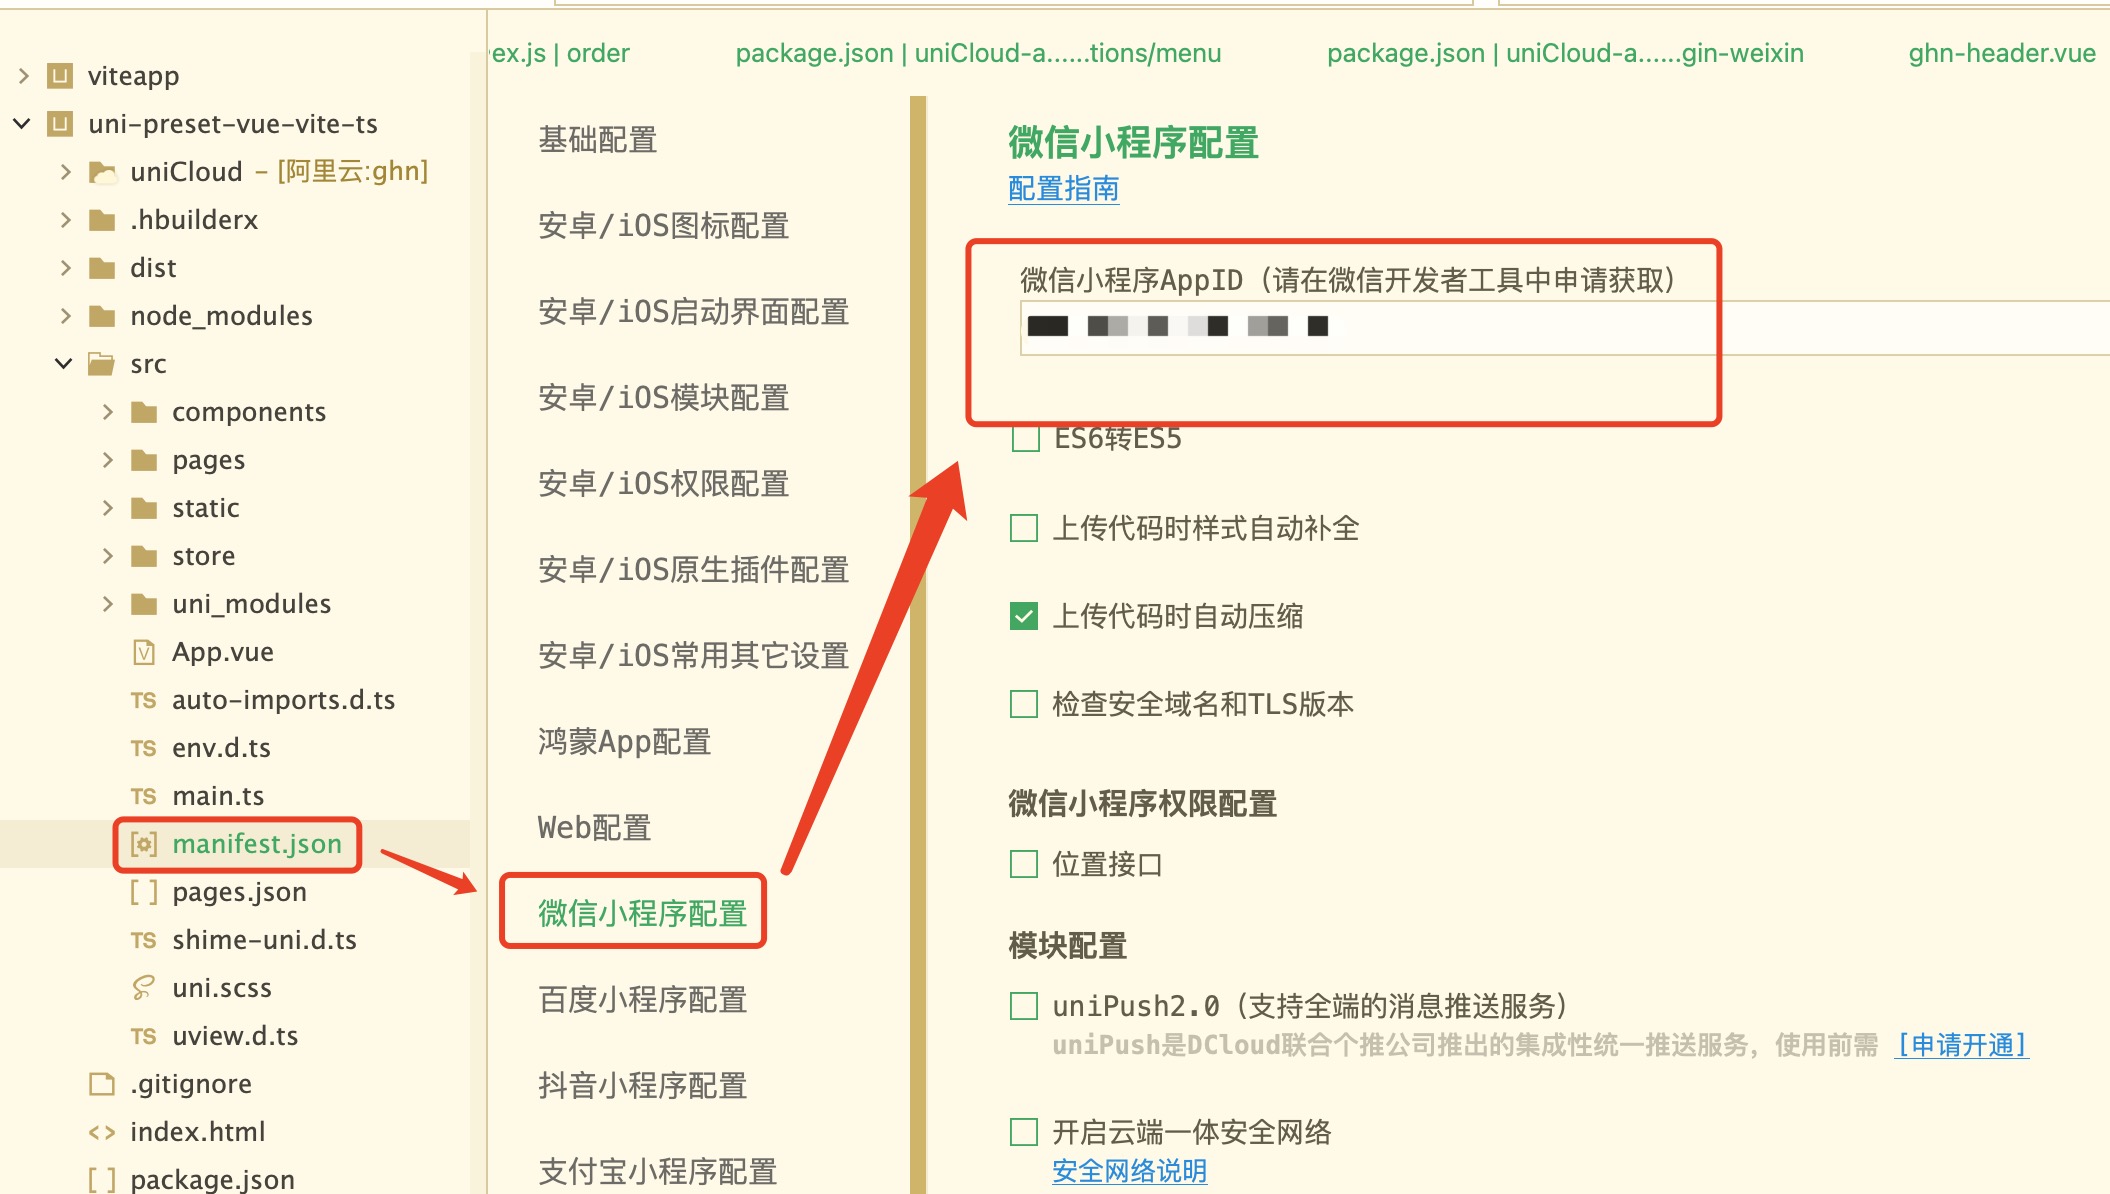 ex.js | order
package.json | uniCloud-a......tions/menu
package.json | uniCloud-a......gin-weixin
ghn-header.vue
viteapp
uni-preset-vue-vite-ts
uniCloud - [阿里云:ghn]
.hbuilderx
dist
node_modules
src
components
pages
static
store
uni_modules
App.vue
TS auto-imports.d.ts
TS env.d.ts
TS main.ts
manifest.json
[ ] pages.json
TS shime-uni.d.ts
uni.scss
TS uview.d.ts
.gitignore
<> index.html
[ ] package.json
基础配置
安卓/iOS图标配置
安卓/iOS启动界面配置
安卓/iOS模块配置
安卓/iOS权限配置
安卓/iOS原生插件配置
安卓/iOS常用其它设置
鸿蒙App配置
Web配置
微信小程序配置
百度小程序配置
抖音小程序配置
支付宝小程序配置
微信小程序配置
配置指南
微信小程序AppID（请在微信开发者工具中申请获取）
ES6转ES5
上传代码时样式自动补全
上传代码时自动压缩
检查安全域名和TLS版本
微信小程序权限配置
位置接口
模块配置
uniPush2.0（支持全端的消息推送服务）
uniPush是DCloud联合个推公司推出的集成性统一推送服务，使用前需 [申请开通]
开启云端一体安全网络
安全网络说明